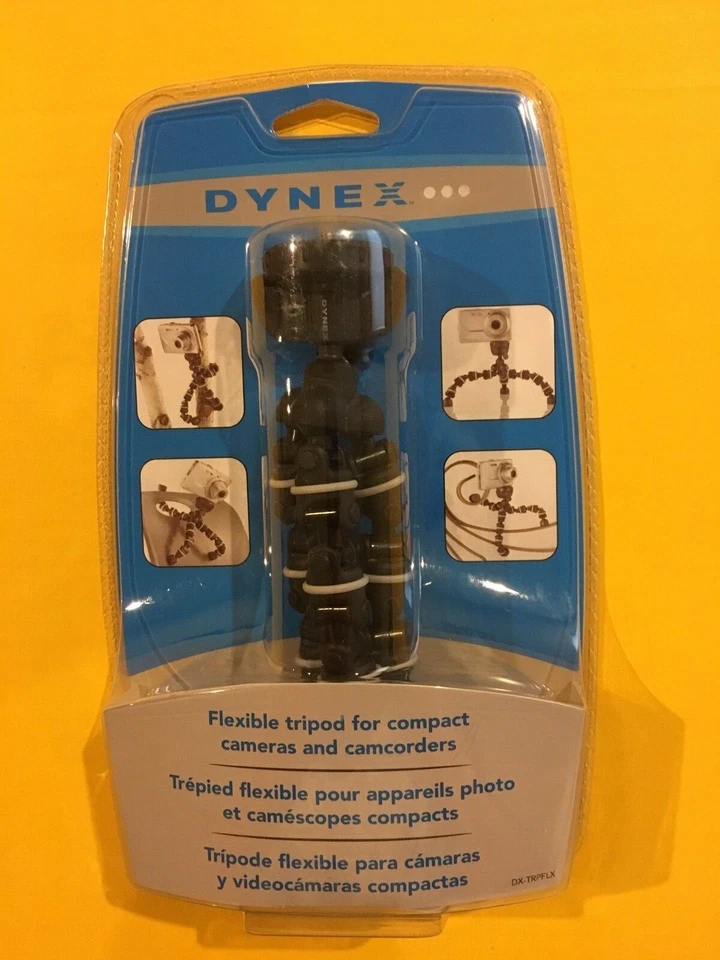 DYNEX
DYNEX
Flexible tripod for compact
cameras and camcorders
Trépied flexible pour appareils photo
et caméscopes compacts
Trípode flexible para cámaras
y videocámaras compactas
DX-TRPFLX